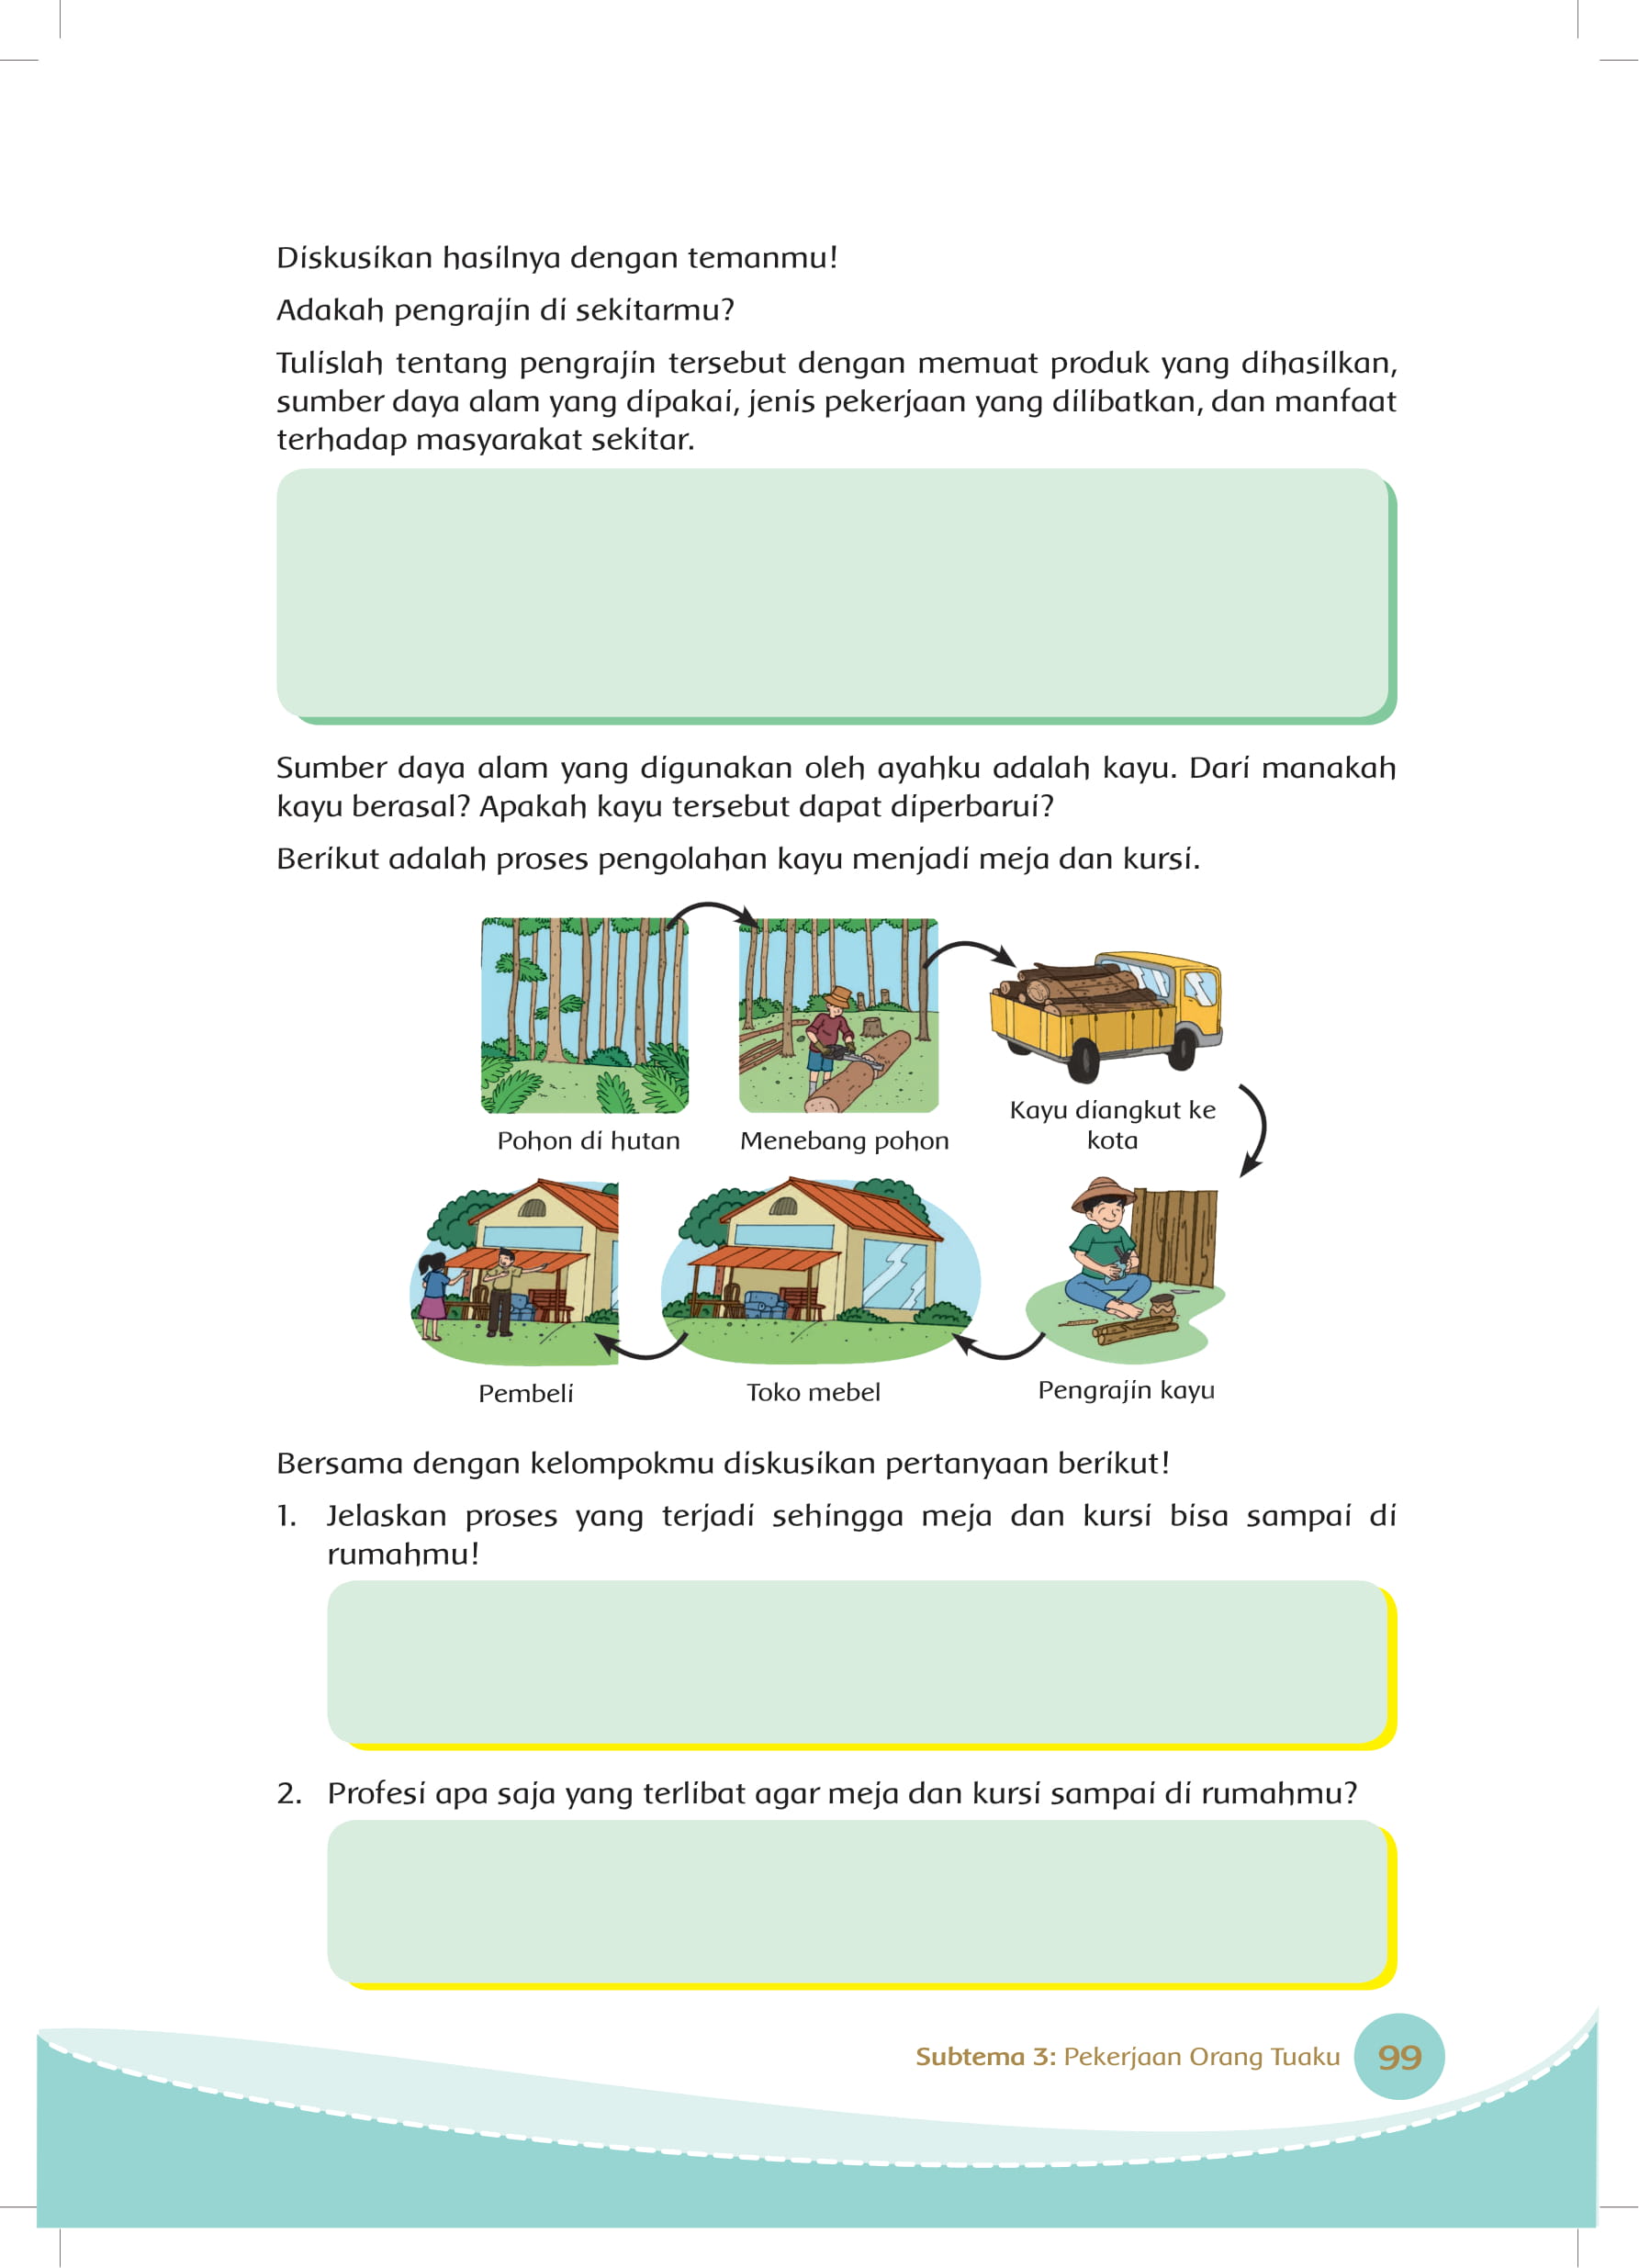 Diskusikan hasilnya dengan temanmu!
Adakah pengrajin di sekitarmu?
Tulislah tentang pengrajin tersebut dengan memuat produk yang dihasilkan,
sumber daya alam yang dipakai, jenis pekerjaan yang dilibatkan, dan manfaat
terhadap masyarakat sekitar.
Sumber daya alam yang digunakan oleh ayahku adalah kayu. Dari manakah
kayu berasal? Apakah kayu tersebut dapat diperbarui?
Berikut adalah proses pengolahan kayu menjadi meja dan kursi.
Pohon di hutan
Menebang pohon
Kayu diangkut ke
kota
Pembeli
Toko mebel
Pengrajin kayu
Bersama dengan kelompokmu diskusikan pertanyaan berikut!
1. Jelaskan proses yang terjadi sehingga meja dan kursi bisa sampai di
rumahmu!
2. Profesi apa saja yang terlibat agar meja dan kursi sampai di rumahmu?
Subtema 3: Pekerjaan Orang Tuaku 99